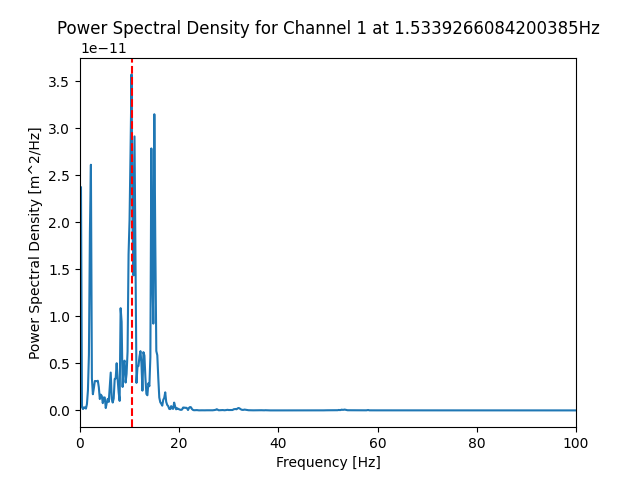 Power Spectral Density for Channel 1 at 1.5339266084200385Hz
1e−11
3.5
3.0
2.5
2.0
1.5
1.0
0.5
0.0
Power Spectral Density [m^2/Hz]
0 20 40 60 80 100
Frequency [Hz]